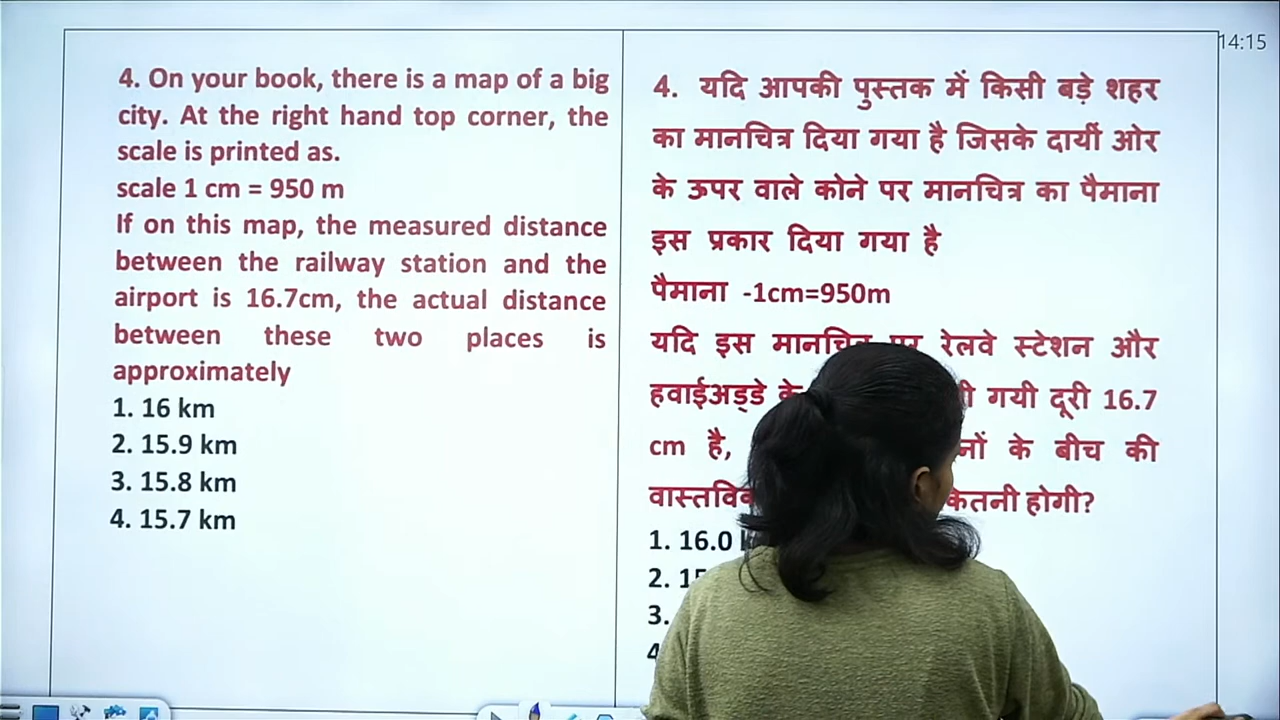 14:15
4. On your book, there is a map of a big
city. At the right hand top corner, the
scale is printed as.
scale 1 cm = 950 m
If on this map, the measured distance
between the railway station and the
airport is 16.7cm, the actual distance
between these two places is
approximately
1. 16 km
2. 15.9 km
3. 15.8 km
4. 15.7 km
4. यदि आपकी पुस्तक में किसी बड़े शहर
का मानचित्र दिया गया है जिसके दायीं ओर
के ऊपर वाले कोने पर मानचित्र का पैमाना
इस प्रकार दिया गया है
पैमाना -1cm=950m
यदि इस मानचित्र पर रेलवे स्टेशन और
हवाईअड्डे के गयी दूरी 16.7
cm है, के बीच की
होगी?
1. 16.0
2.
3.
4